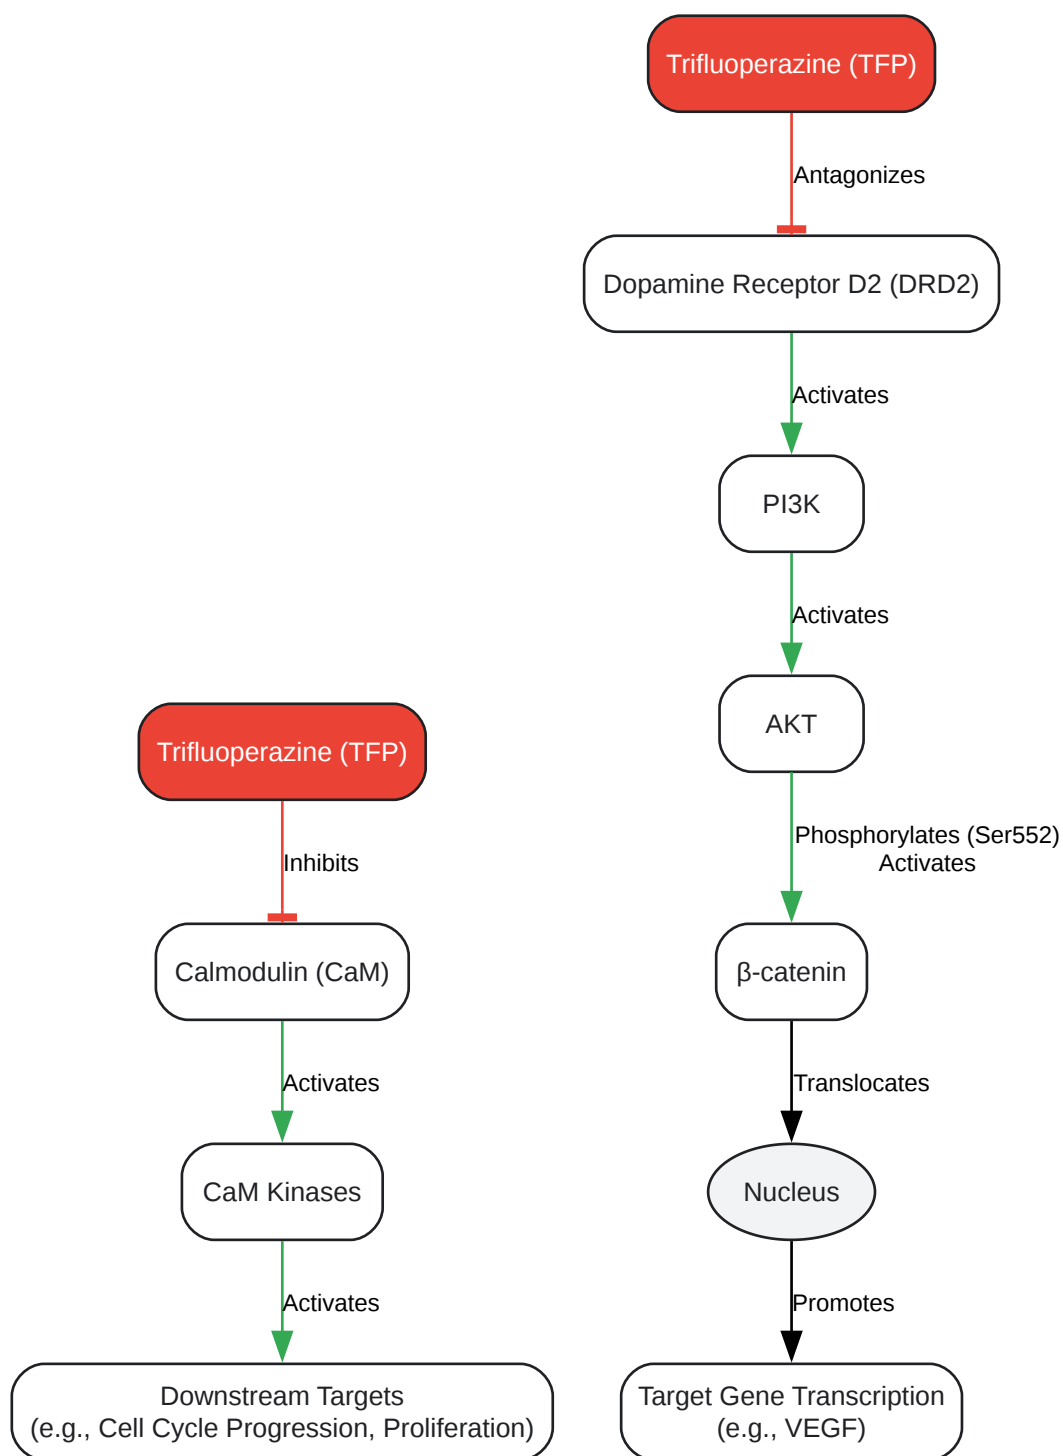 Trifluoperazine (TFP)
Antagonizes
Dopamine Receptor D2 (DRD2)
Activates
PI3K
Activates
AKT
Phosphorylates (Ser552)
Activates
β-catenin
Translocates
Nucleus
Promotes
Target Gene Transcription
(e.g., VEGF)
Trifluoperazine (TFP)
Inhibits
Calmodulin (CaM)
Activates
CaM Kinases
Activates
Downstream Targets
(e.g., Cell Cycle Progression, Proliferation)